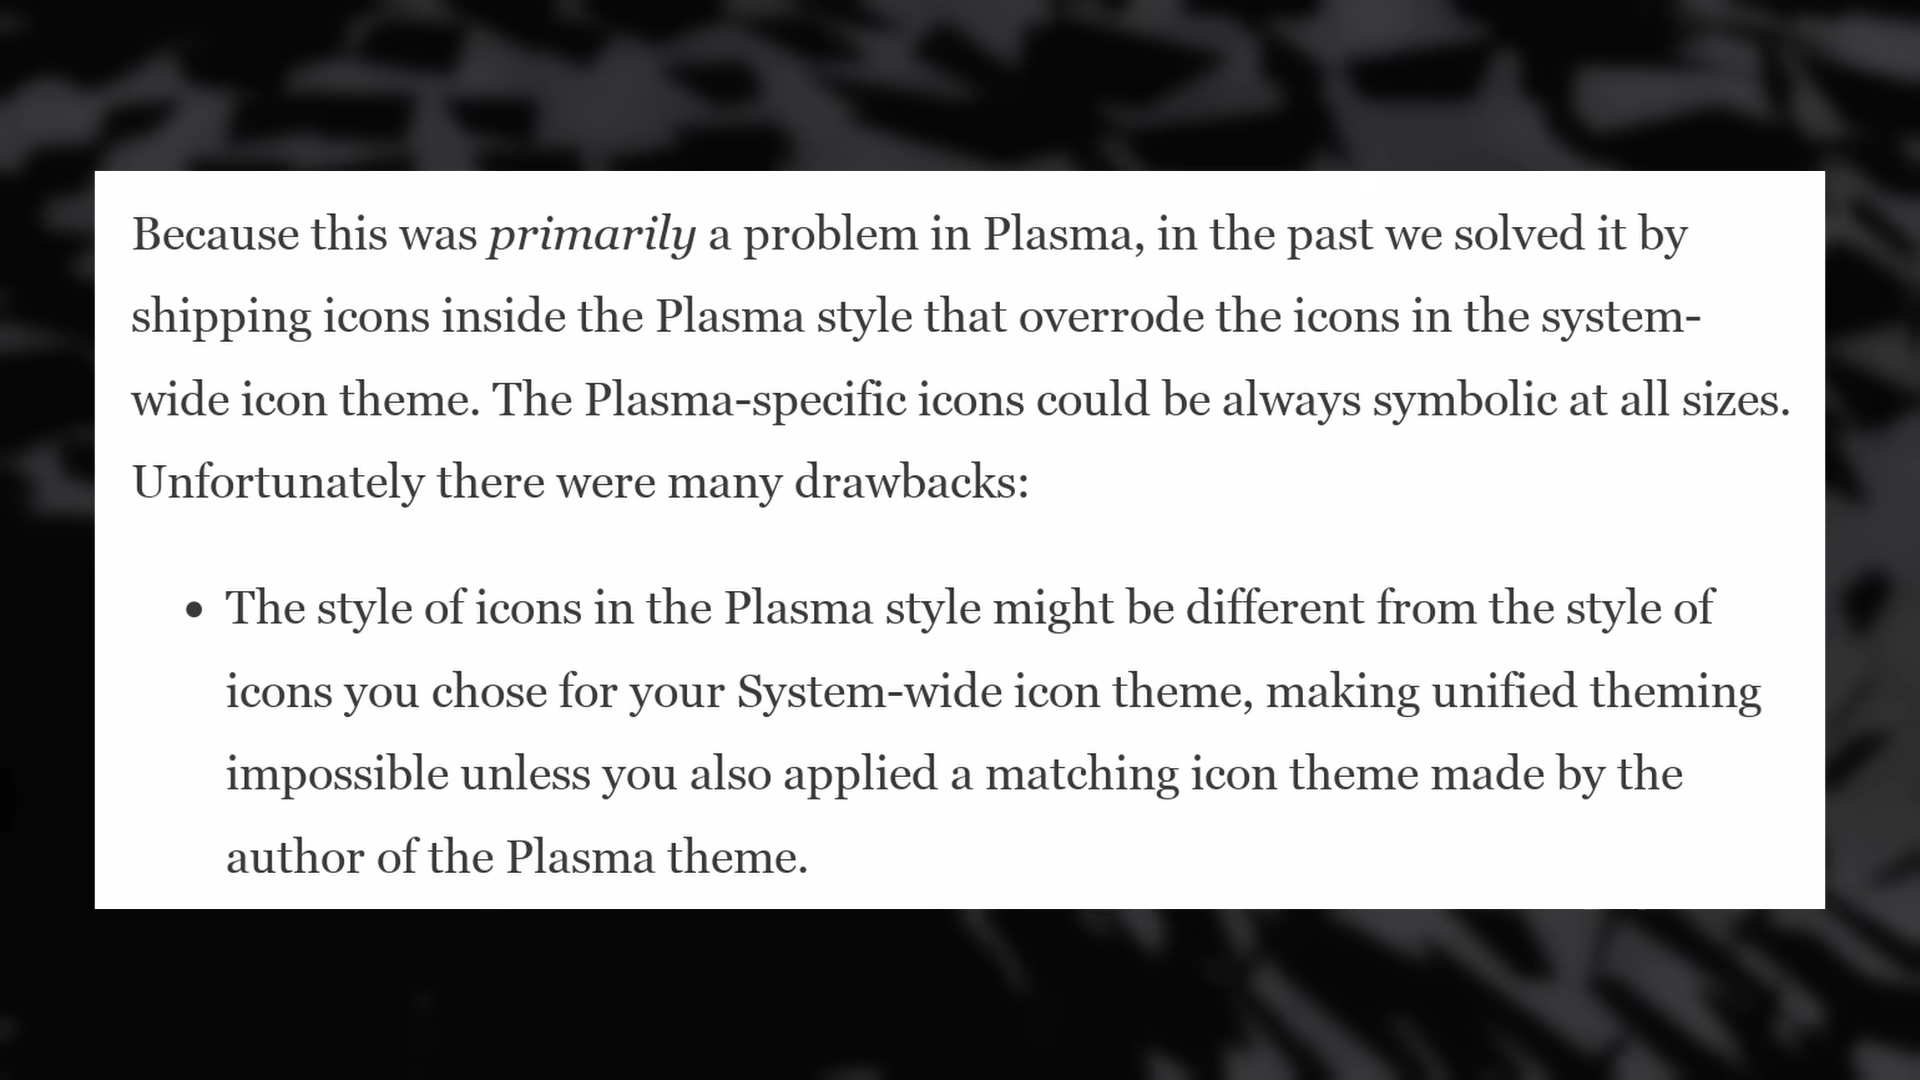 Because this was primarily a problem in Plasma, in the past we solved it by
shipping icons inside the Plasma style that overrode the icons in the system-
wide icon theme. The Plasma-specific icons could be always symbolic at all sizes.
Unfortunately there were many drawbacks:
• The style of icons in the Plasma style might be different from the style of
icons you chose for your System-wide icon theme, making unified theming
impossible unless you also applied a matching icon theme made by the
author of the Plasma theme.